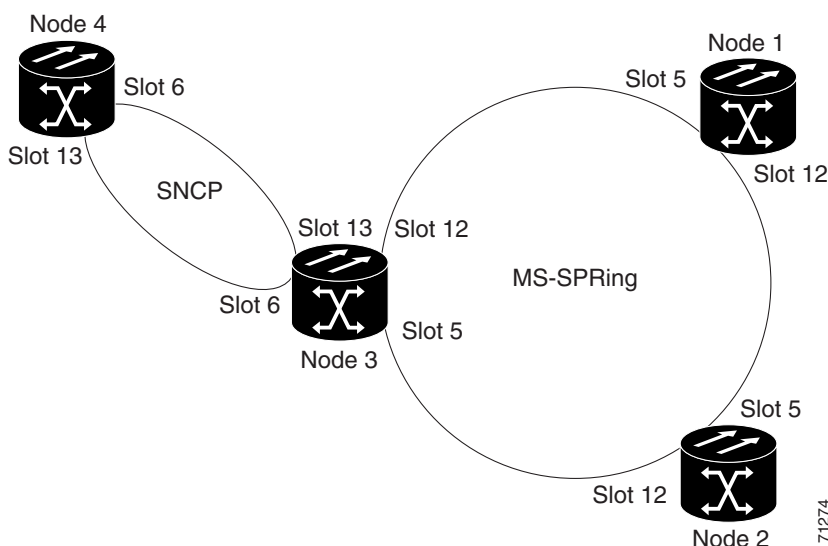 Node 4
Node 1
Slot 6
Slot 5
Slot 13
Slot 12
SNCP
Slot 13
Slot 12
MS-SPRing
Slot 6
Slot 5
Node 3
Slot 5
Slot 12
Node 2
71274